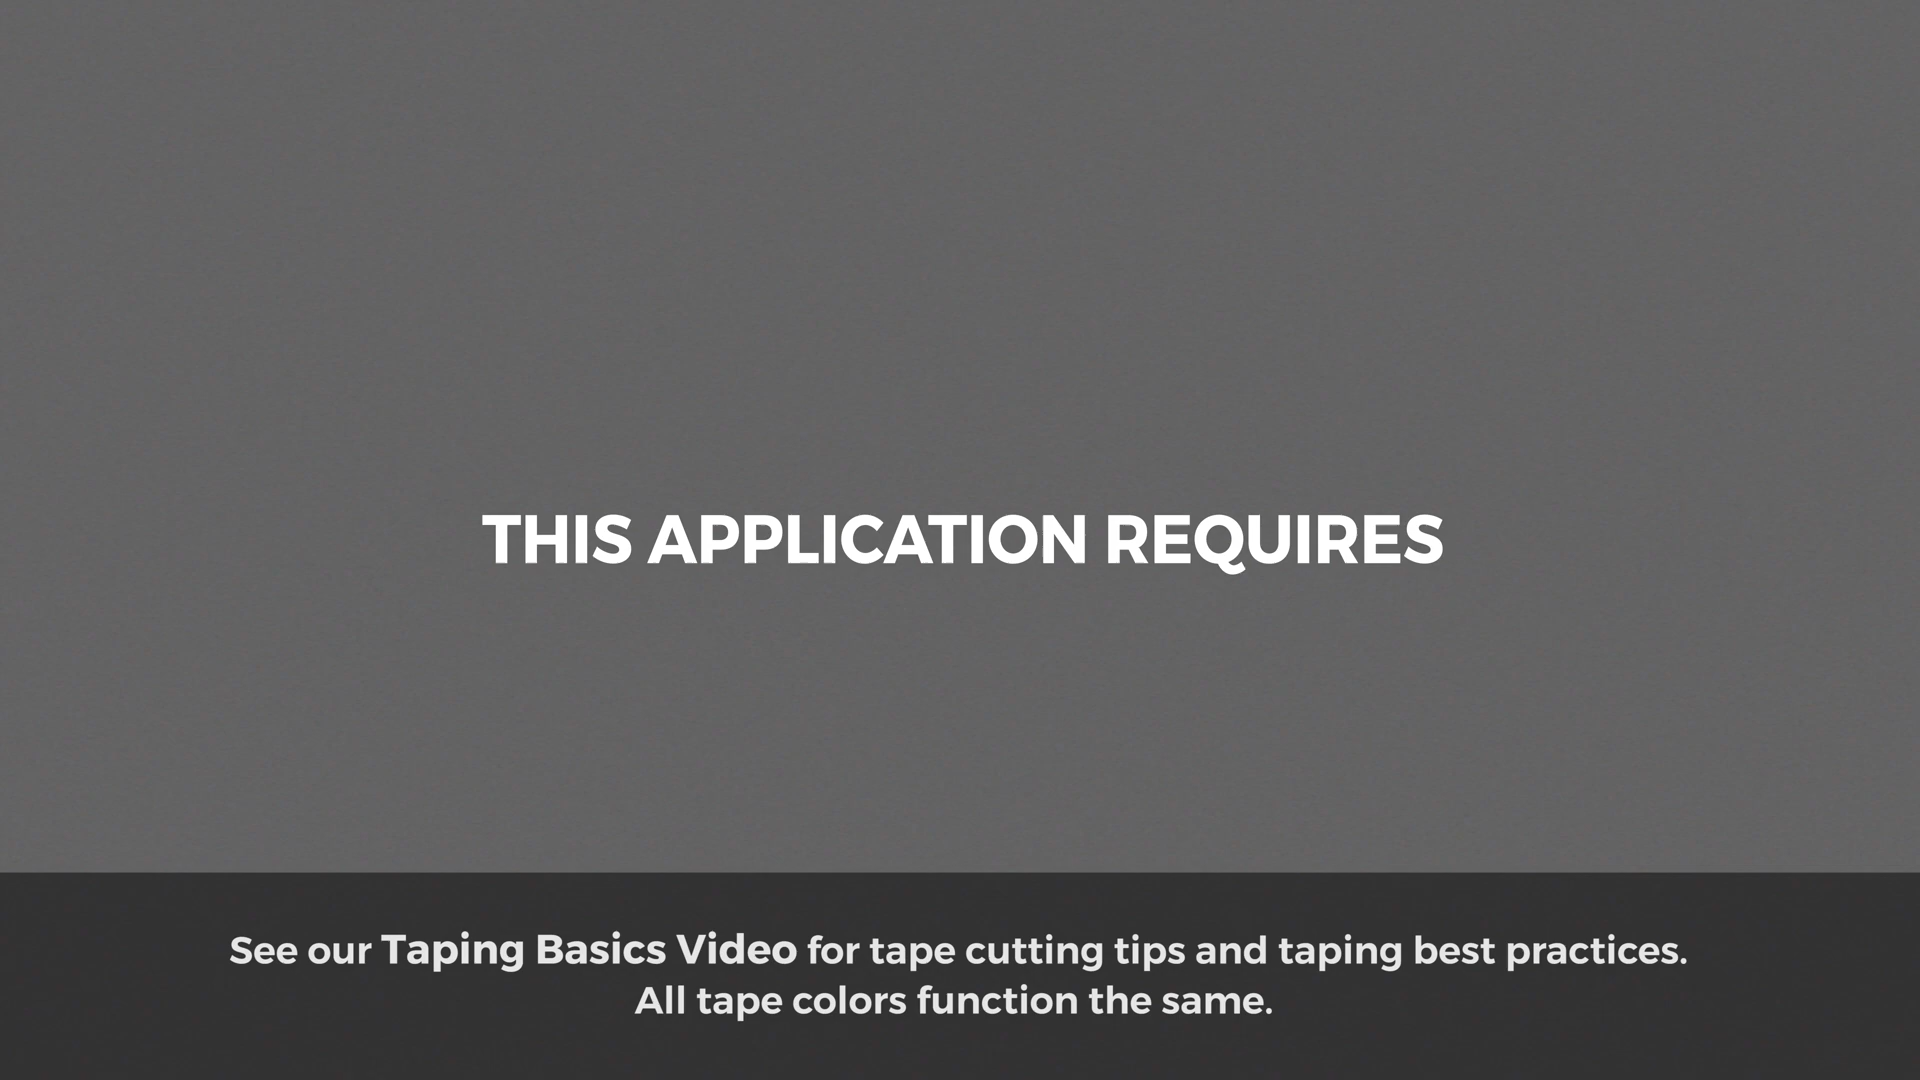 THIS APPLICATION REQUIRES
See our Taping Basics Video for tape cutting tips and taping best practices.
All tape colors function the same.